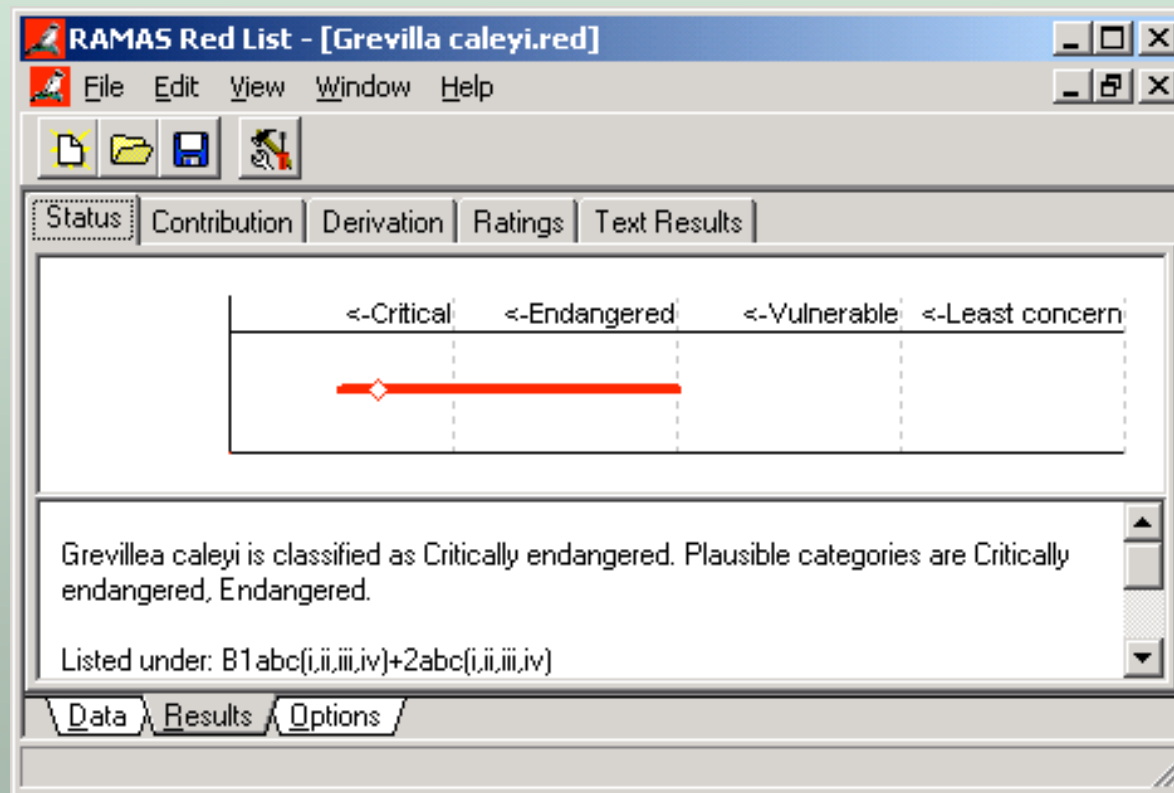 RAMAS Red List - [Grevilla caleyi.red]
File Edit View Window Help
Status Contribution Derivation Ratings Text Results
<-Critical <-Endangered <-Vulnerable <-Least concern
Grevillea caleyi is classified as Critically endangered. Plausible categories are Critically
endangered, Endangered.
Listed under: B1abc(i,ii,iii,iv)+2abc(i,ii,iii,iv)
Data Results Options